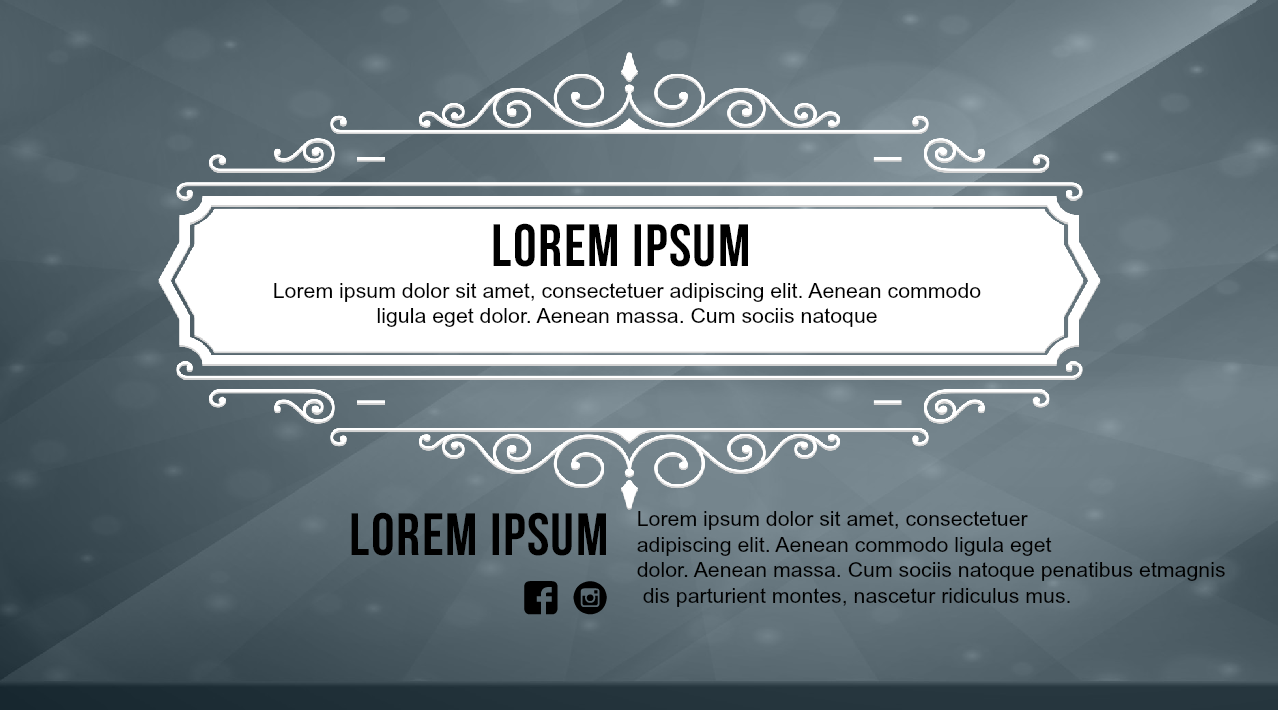 LOREM IPSUM
Lorem ipsum dolor sit amet, consectetuer adipiscing elit. Aenean commodo
ligula eget dolor. Aenean massa. Cum sociis natoque
LOREM IPSUM
Lorem ipsum dolor sit amet, consectetuer
adipiscing elit. Aenean commodo ligula eget
dolor. Aenean massa. Cum sociis natoque penatibus etmagnis
dis parturient montes, nascetur ridiculus mus.